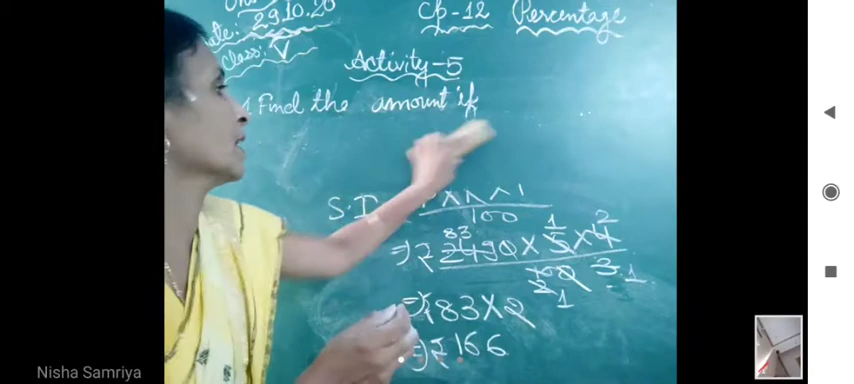 29.10.20 Ch-12 Percentage
Class: V
Activity-5
1. Find the amount if
S.I
100
83 1 2
⇒ ₹ 2490 × 5 × 4
100 3
2 1 1
⇒ ₹ 83 × 2
⇒ ₹ 166
Nisha Samriya